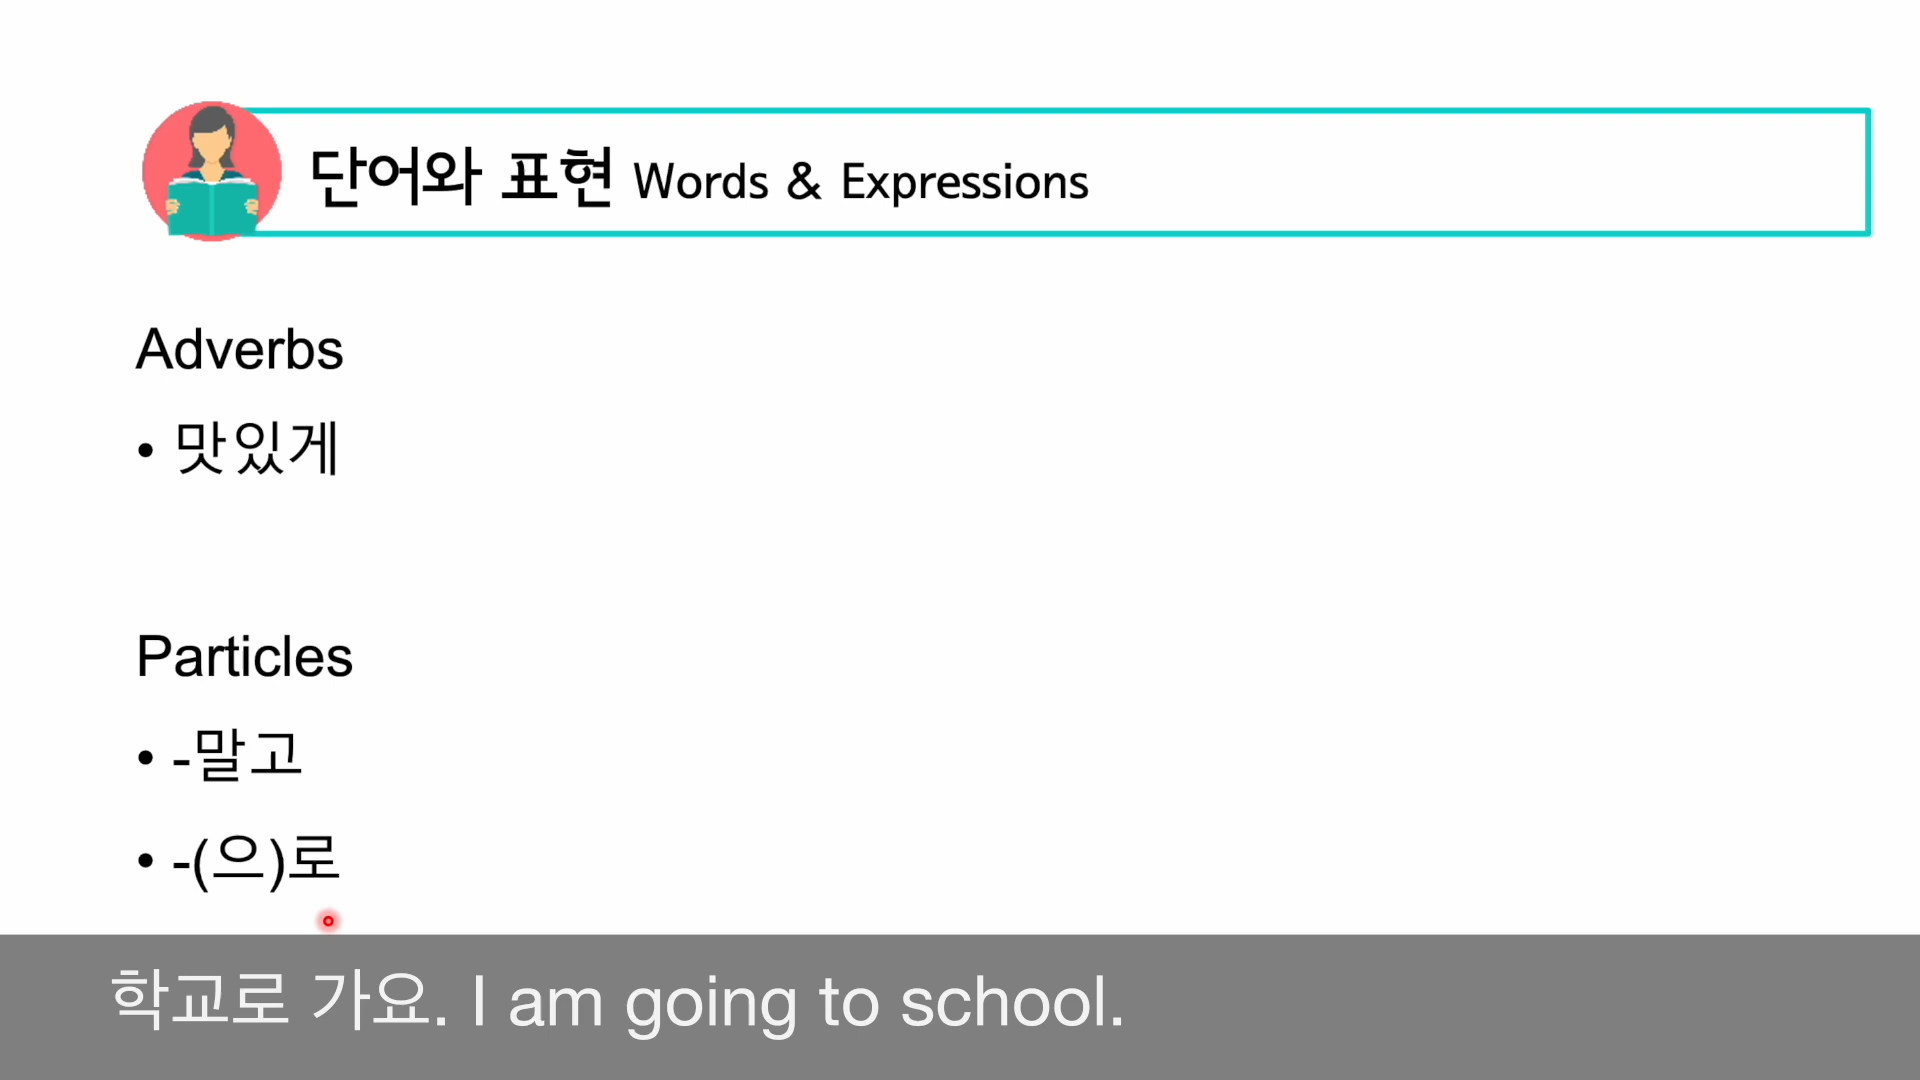 단어와 표현 Words & Expressions
Adverbs
• 맛있게
Particles
• -말고
• -(으)로
학교로 가요. I am going to school.